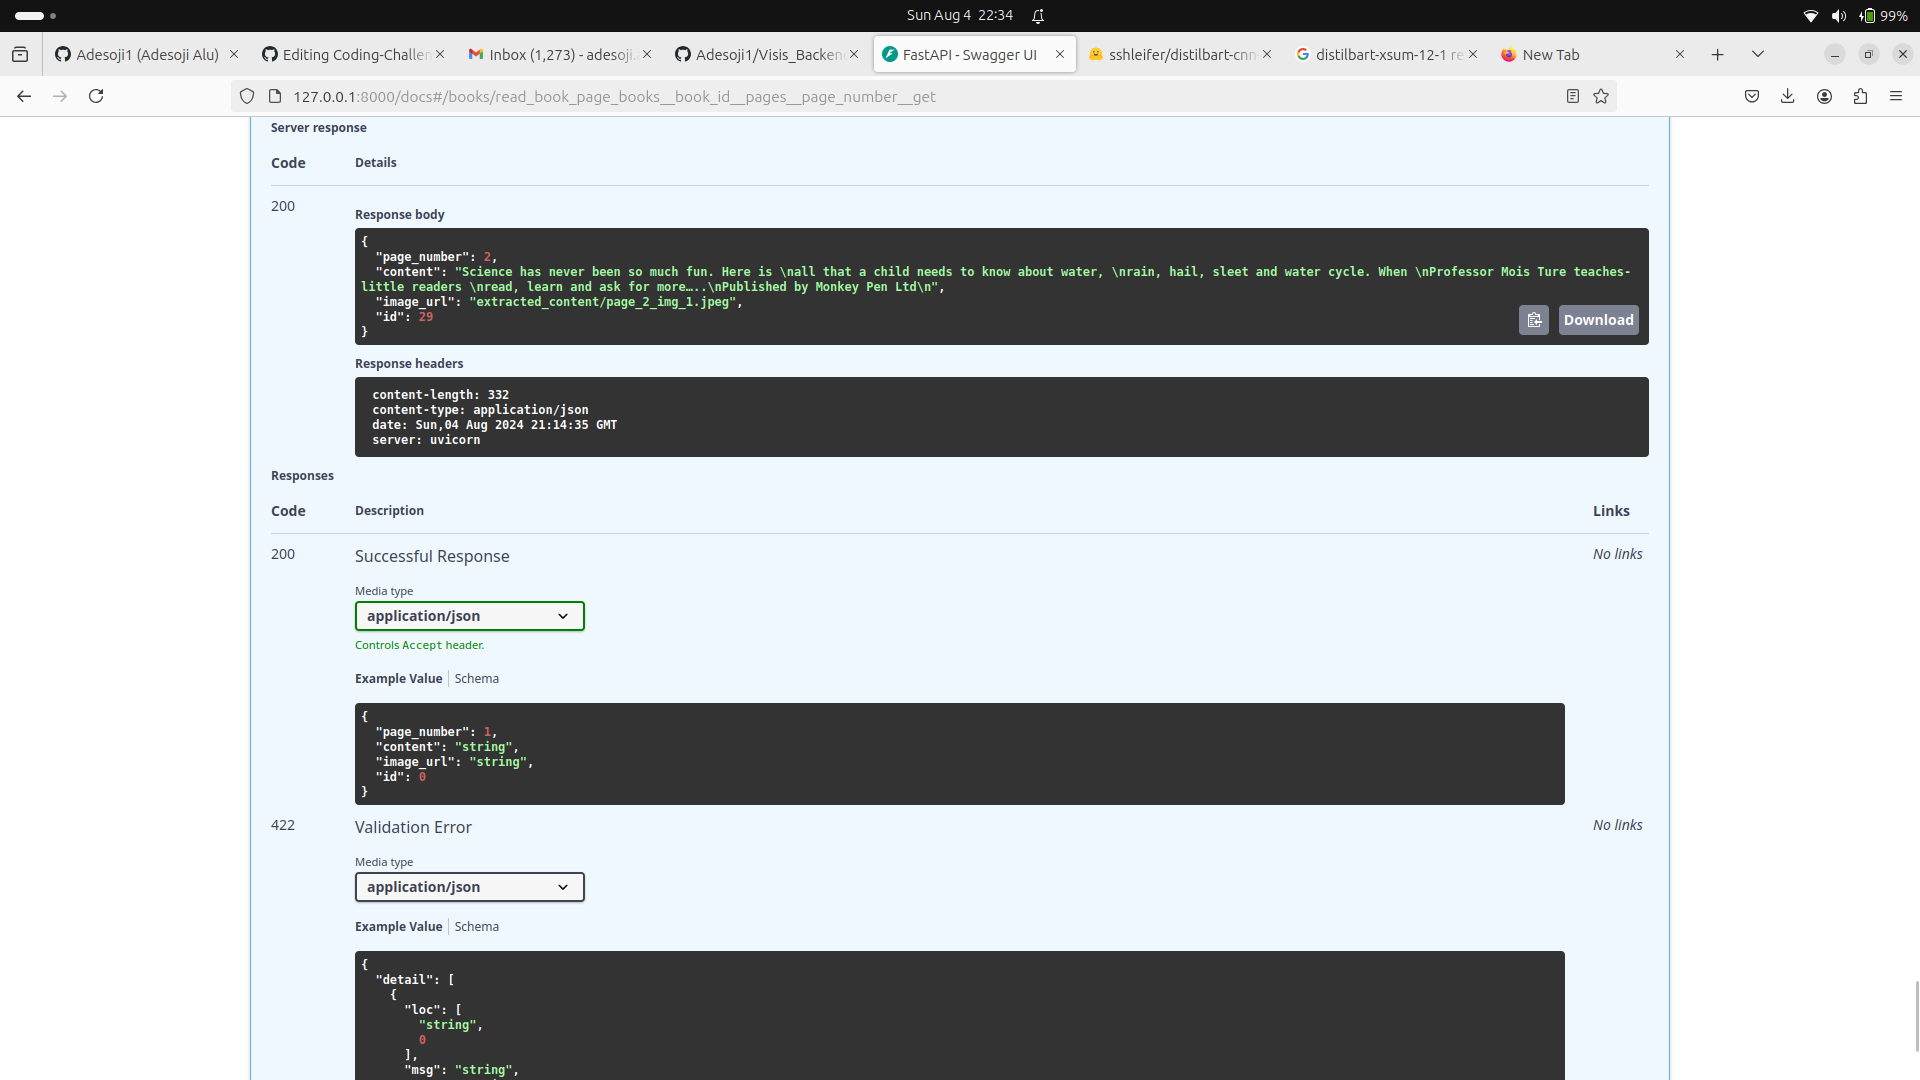 Sun Aug 4 22:34
99%
Adesoji1 (Adesoji Alu)
Editing Coding-Challen
Inbox (1,273) - adesoji.
Adesoji1/Visis_Backen
FastAPI - Swagger UI
sshleifer/distilbart-cnn
distilbart-xsum-12-1 re
New Tab
127.0.0.1:8000/docs#/books/read_book_page_books__book_id__pages__page_number__get
Server response
Code Details
200
Response body
{
"page_number": 2,
"content": "Science has never been so much fun. Here is \nall that a child needs to know about water, \nrain, hail, sleet and water cycle. When \nProfessor Mois Ture teaches-
little readers \nread, learn and ask for more…..\nPublished by Monkey Pen Ltd\n",
"image_url": "extracted_content/page_2_img_1.jpeg",
"id": 29
}
Download
Response headers
content-length: 332
content-type: application/json
date: Sun,04 Aug 2024 21:14:35 GMT
server: uvicorn
Responses
Code Description Links
200 Successful Response No links
Media type
application/json
Controls Accept header.
Example Value Schema
{
"page_number": 1,
"content": "string",
"image_url": "string",
"id": 0
}
422 Validation Error No links
Media type
application/json
Example Value Schema
{
"detail": [
{
"loc": [
"string",
0
],
"msg": "string",